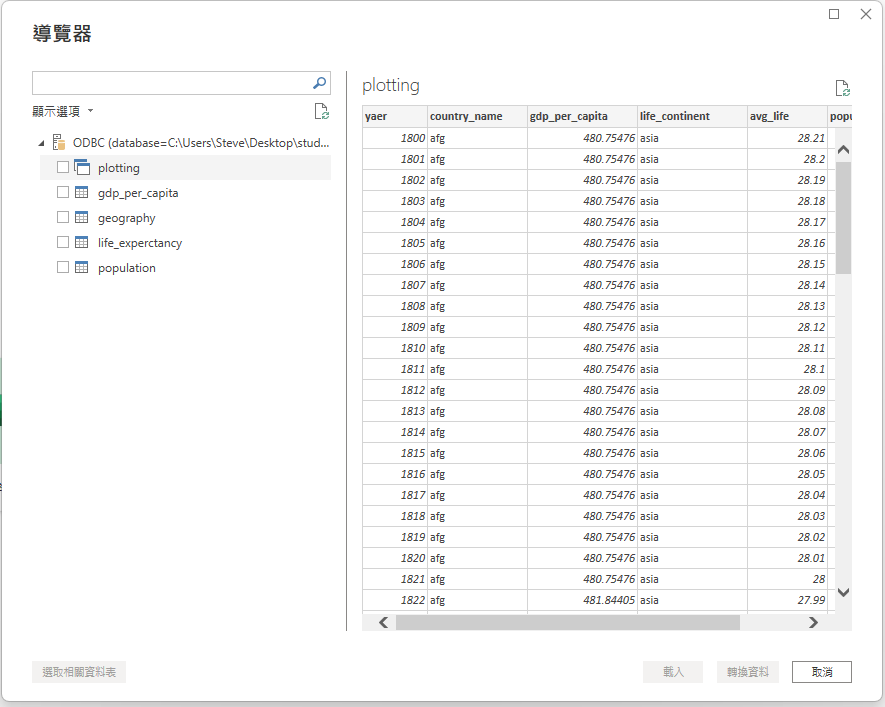 導覽器
顯示選項
ODBC (database=C:\Users\Steve\Desktop\stud...
plotting
gdp_per_capita
geography
life_experctancy
population
plotting
yaer country_name gdp_per_capita life_continent avg_life popu
1800 afg 480.75476 asia 28.21
1801 afg 480.75476 asia 28.2
1802 afg 480.75476 asia 28.19
1803 afg 480.75476 asia 28.18
1804 afg 480.75476 asia 28.17
1805 afg 480.75476 asia 28.16
1806 afg 480.75476 asia 28.15
1807 afg 480.75476 asia 28.14
1808 afg 480.75476 asia 28.13
1809 afg 480.75476 asia 28.12
1810 afg 480.75476 asia 28.11
1811 afg 480.75476 asia 28.1
1812 afg 480.75476 asia 28.09
1813 afg 480.75476 asia 28.08
1814 afg 480.75476 asia 28.07
1815 afg 480.75476 asia 28.06
1816 afg 480.75476 asia 28.05
1817 afg 480.75476 asia 28.04
1818 afg 480.75476 asia 28.03
1819 afg 480.75476 asia 28.02
1820 afg 480.75476 asia 28.01
1821 afg 480.75476 asia 28
1822 afg 481.84405 asia 27.99
選取相關資料表 載入 轉換資料 取消